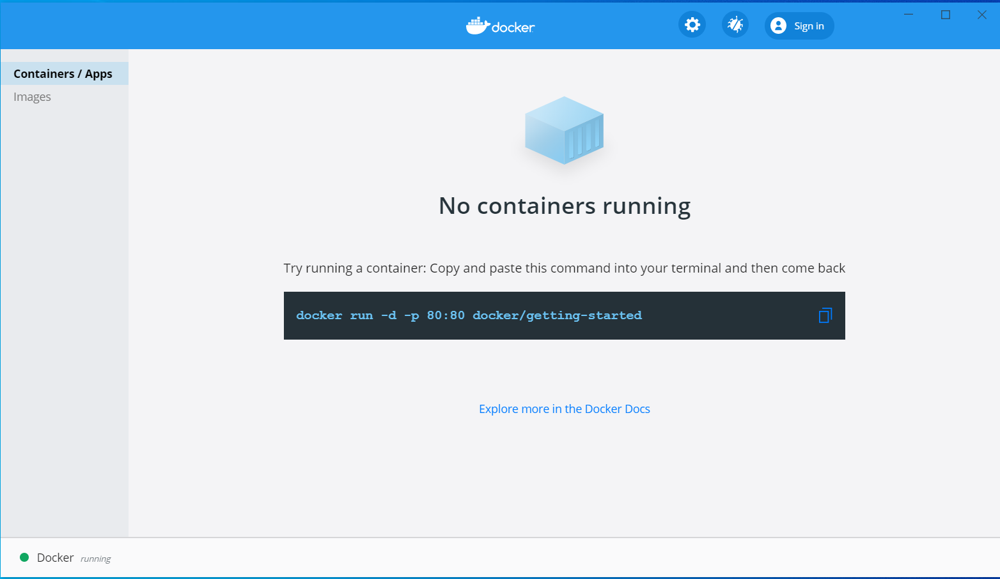 docker
Sign in
Containers / Apps
Images
No containers running
Try running a container: Copy and paste this command into your terminal and then come back
docker run -d -p 80:80 docker/getting-started
Explore more in the Docker Docs
Docker running